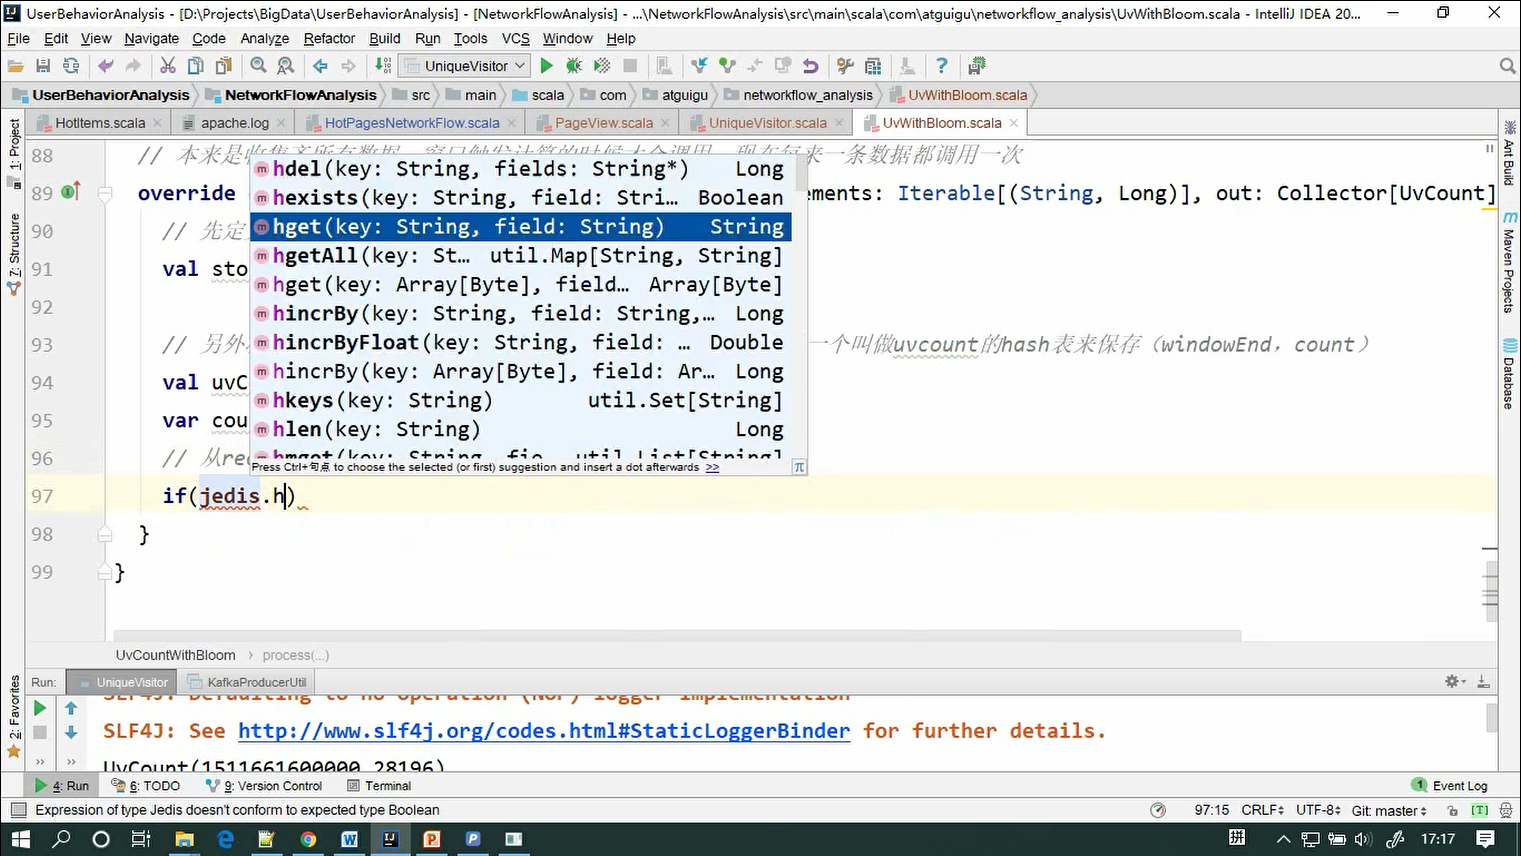 UserBehaviorAnalysis - [D:\Projects\BigData\UserBehaviorAnalysis] - [NetworkFlowAnalysis] - ...\NetworkFlowAnalysis\src\main\scala\com\atguigu\networkflow_analysis\UvWithBloom.scala - IntelliJ IDEA 20...
File Edit View Navigate Code Analyze Refactor Build Run Tools VCS Window Help
UniqueVisitor
UserBehaviorAnalysis NetworkFlowAnalysis src main scala com atguigu networkflow_analysis UvWithBloom.scala
HotItems.scala apache.log HotPagesNetworkFlow.scala PageView.scala UniqueVisitor.scala UvWithBloom.scala
1: Project
7: Structure
2: Favorites
Ant Build
Maven Projects
Database
88 // 本来是收集齐所有数据、窗口触发计算的时候才会调用；现在每来一条数据都调用一次
89 override ements: Iterable[(String, Long)], out: Collector[UvCount]
90 // 先定
91 val sto
92
93 // 另外 一个叫做uvcount的hash表来保存（windowEnd，count）
94 val uvC
95 var cou
96 // 从re
97 if(jedis.h)
98 }
99 }
hdel(key: String, fields: String*) Long
hexists(key: String, field: Stri... Boolean
hget(key: String, field: String) String
hgetAll(key: St... util.Map[String, String]
hget(key: Array[Byte], field... Array[Byte]
hincrBy(key: String, field: String,... Long
hincrByFloat(key: String, field: ... Double
hincrBy(key: Array[Byte], field: Ar... Long
hkeys(key: String) util.Set[String]
hlen(key: String) Long
hmget(key: String, fie... util.List[String]
Press Ctrl+句点 to choose the selected (or first) suggestion and insert a dot afterwards >>
UvCountWithBloom process(...)
Run: UniqueVisitor KafkaProducerUtil
SLF4J: Defaulting to no-operation (NOP) logger implementation
SLF4J: See http://www.slf4j.org/codes.html#StaticLoggerBinder for further details.
UvCount(1511661600000,28196)
4: Run 6: TODO 9: Version Control Terminal 1 Event Log
Expression of type Jedis doesn't conform to expected type Boolean 97:15 CRLF UTF-8 Git: master [T]
拼 17:17